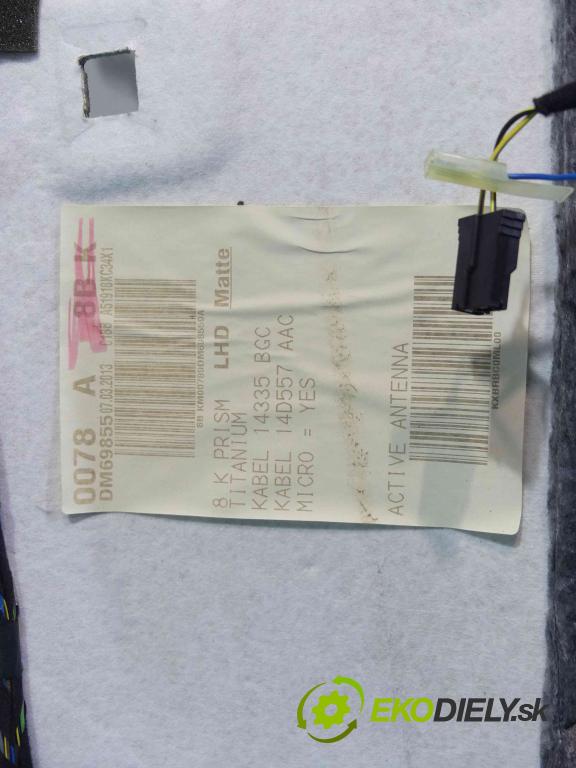 0078 A 8B K
DM69855 07.03.2013
8 K PRISM LHD Matte
TITANIUM
KABEL 14335 BGC
KABEL 14D557 AAC
MICRO = YES
ACTIVE ANTENNA
EKODIELY.sk